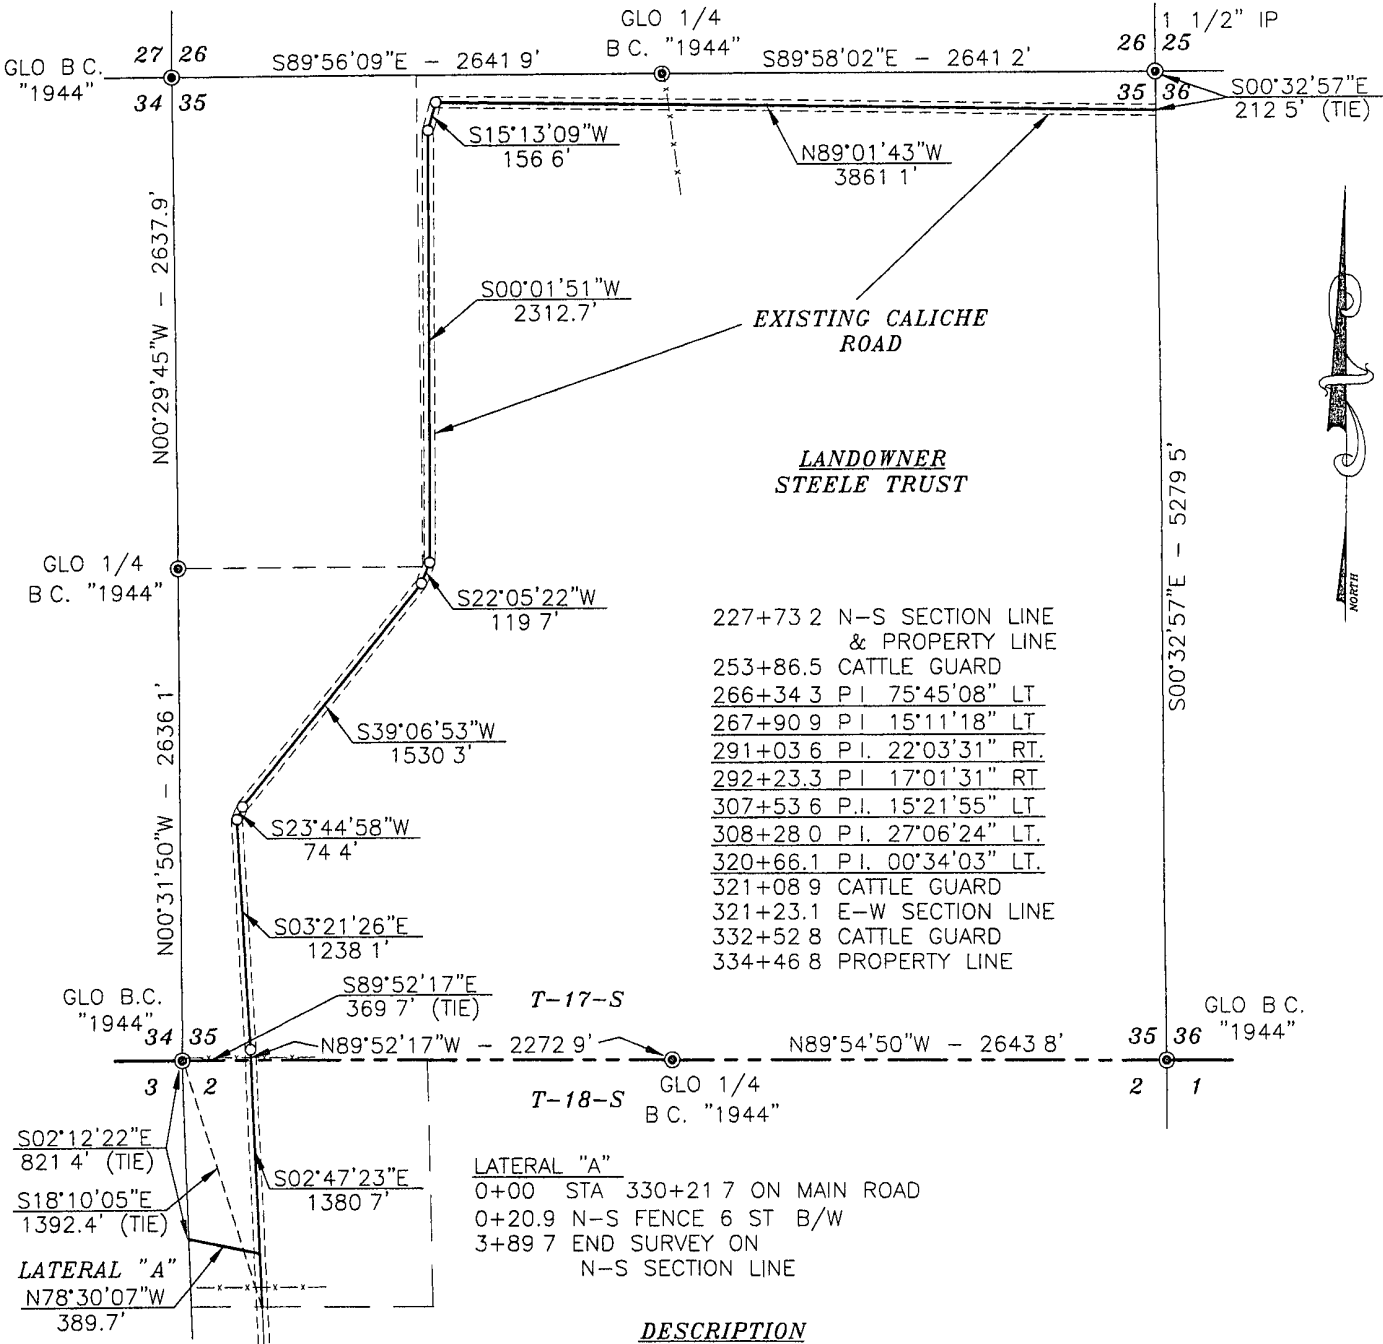 GLO 1/4
B C. "1944"
1 1/2" IP
27 26
26 25
GLO B C.
"1944"
S89°56'09"E - 2641 9'
S89°58'02"E - 2641 2'
34 35
35 36
S00°32'57"E
212 5' (TIE)
S15°13'09"W
156 6'
N89°01'43"W
3861 1'
N00°29'45"W - 2637.9'
S00°01'51"W
2312.7'
EXISTING CALICHE
ROAD
LANDOWNER
STEELE TRUST
S00°32'57"E - 5279 5'
NORTH
GLO 1/4
B C. "1944"
S22°05'22"W
119 7'
227+73 2 N-S SECTION LINE
& PROPERTY LINE
253+86.5 CATTLE GUARD
266+34 3 P I 75°45'08" LT
267+90 9 P I 15°11'18" LT
291+03 6 P I. 22°03'31" RT.
292+23.3 P I 17°01'31" RT
307+53 6 P.I. 15°21'55" LT
308+28 0 P I. 27°06'24" LT.
320+66.1 P I. 00°34'03" LT.
321+08 9 CATTLE GUARD
321+23.1 E-W SECTION LINE
332+52 8 CATTLE GUARD
334+46 8 PROPERTY LINE
N00°31'50"W - 2636 1'
S39°06'53"W
1530 3'
S23°44'58"W
74 4'
S03°21'26"E
1238 1'
GLO B.C.
"1944"
S89°52'17"E
369 7' (TIE)
T-17-S
GLO B C.
"1944"
34 35
N89°52'17"W - 2272 9'
N89°54'50"W - 2643 8'
35 36
3 2
T-18-S
GLO 1/4
B C. "1944"
2 1
S02°12'22"E
821 4' (TIE)
S18°10'05"E
1392.4' (TIE)
S02°47'23"E
1380 7'
LATERAL "A"
0+00 STA 330+21 7 ON MAIN ROAD
0+20.9 N-S FENCE 6 ST B/W
3+89 7 END SURVEY ON
N-S SECTION LINE
LATERAL "A"
N78°30'07"W
389.7'
DESCRIPTION